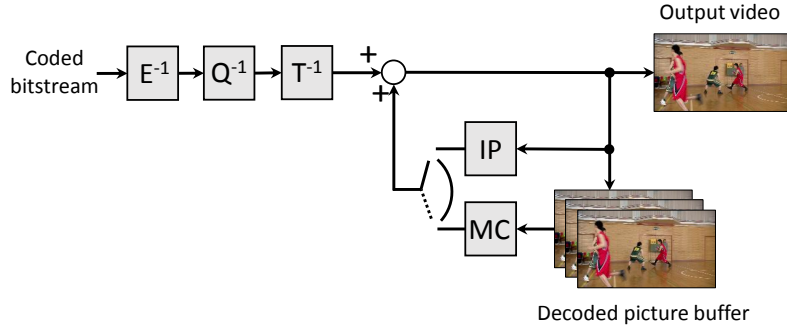 Output video
Coded
bitstream
E⁻¹
Q⁻¹
T⁻¹
+
+
IP
MC
Decoded picture buffer